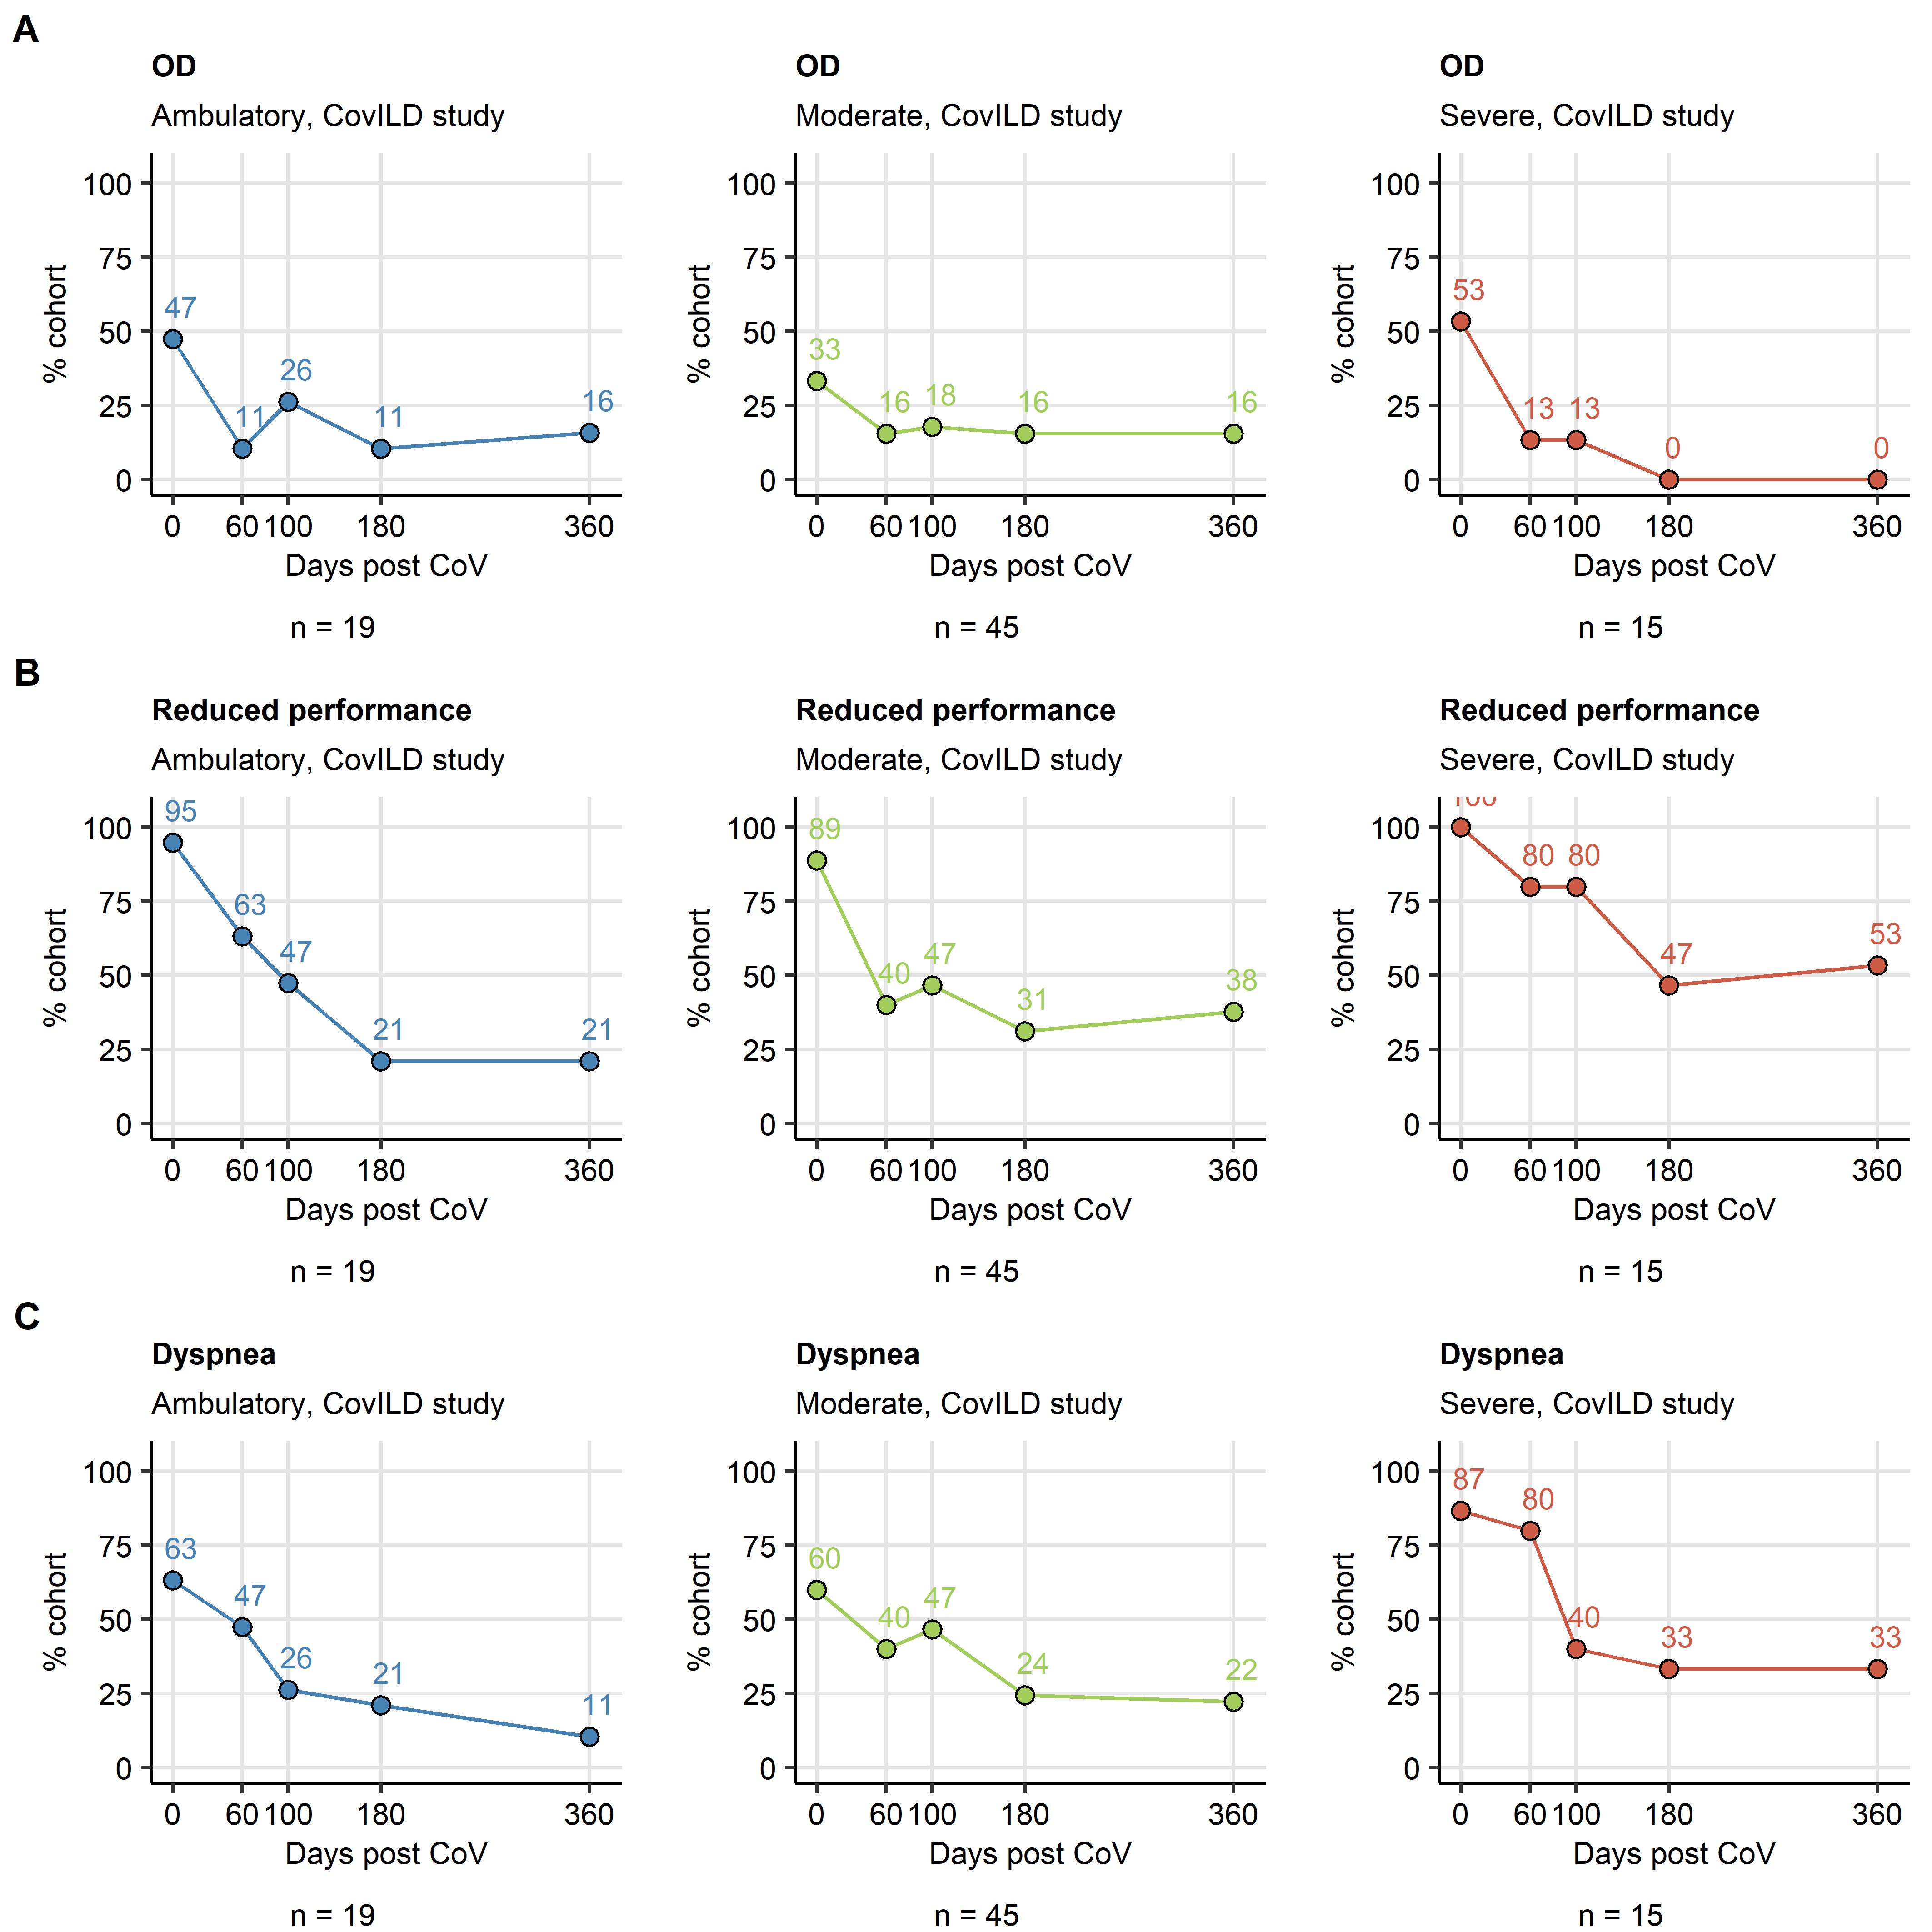 A
OD OD OD
Ambulatory, CovILD study Moderate, CovILD study Severe, CovILD study
% cohort % cohort % cohort
100 100 100
75 75 75
50 50 50
25 25 25
0 0 0
47 11 26 11 16
33 16 18 16 16
53 13 13 0 0
0 60 100 180 360 0 60 100 180 360 0 60 100 180 360
Days post CoV Days post CoV Days post CoV
n = 19 n = 45 n = 15
B
Reduced performance Reduced performance Reduced performance
Ambulatory, CovILD study Moderate, CovILD study Severe, CovILD study
% cohort % cohort % cohort
100 100 100
75 75 75
50 50 50
25 25 25
0 0 0
95 63 47 21 21
89 40 47 31 38
100 80 80 47 53
0 60 100 180 360 0 60 100 180 360 0 60 100 180 360
Days post CoV Days post CoV Days post CoV
n = 19 n = 45 n = 15
C
Dyspnea Dyspnea Dyspnea
Ambulatory, CovILD study Moderate, CovILD study Severe, CovILD study
% cohort % cohort % cohort
100 100 100
75 75 75
50 50 50
25 25 25
0 0 0
63 47 26 21 11
60 40 47 24 22
87 80 40 33 33
0 60 100 180 360 0 60 100 180 360 0 60 100 180 360
Days post CoV Days post CoV Days post CoV
n = 19 n = 45 n = 15